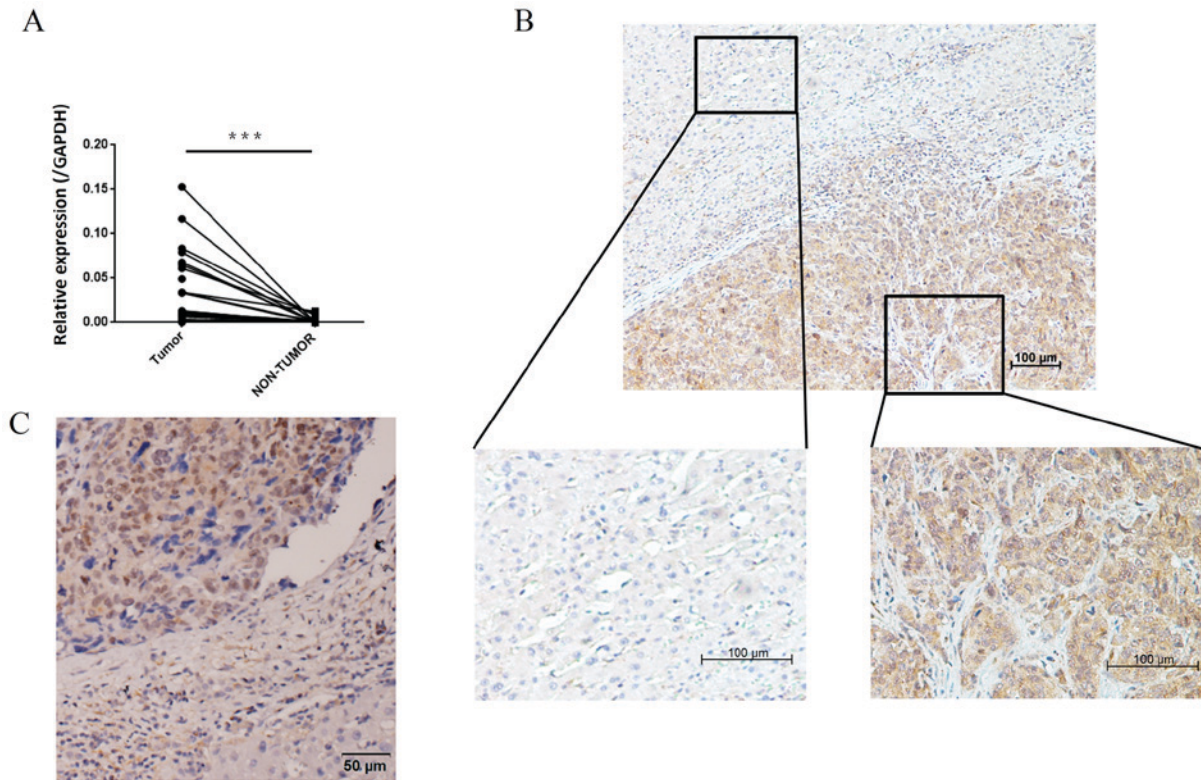 A
B
***
0.20
0.15
0.10
0.05
0.00
Relative expression (/GAPDH)
Tumor
NON-TUMOR
100 µm
C
50 µm
100 µm
100 µm